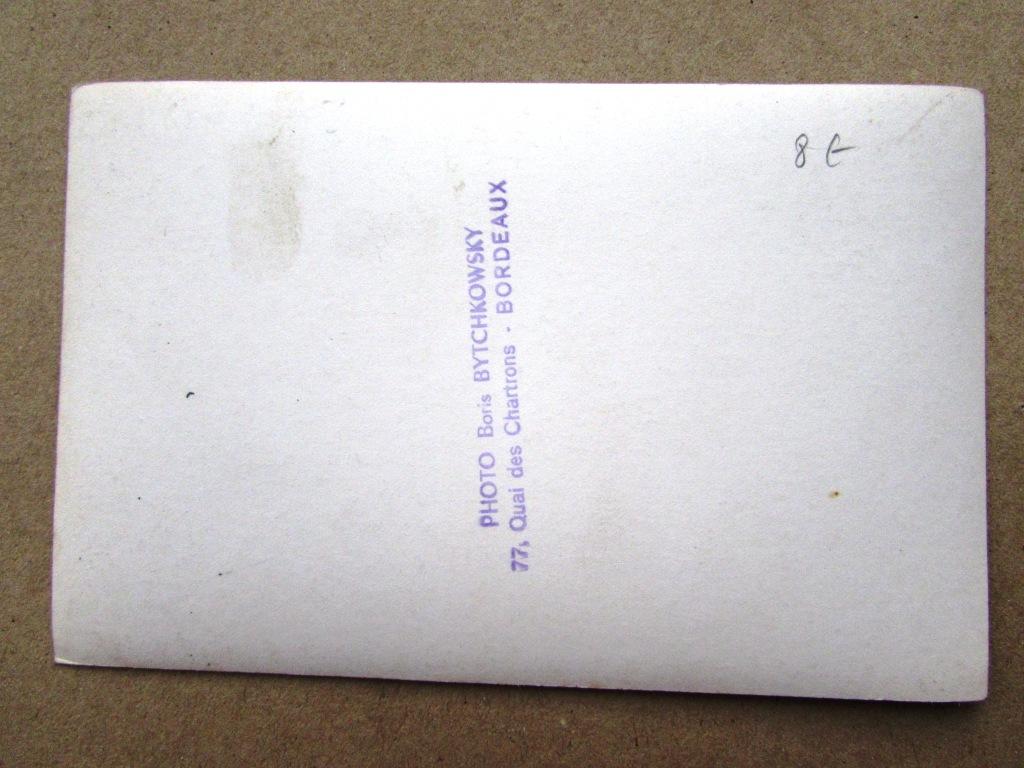 PHOTO Boris BYTCHKOWSKY
77, Quai des Chartrons - BORDEAUX
8 €